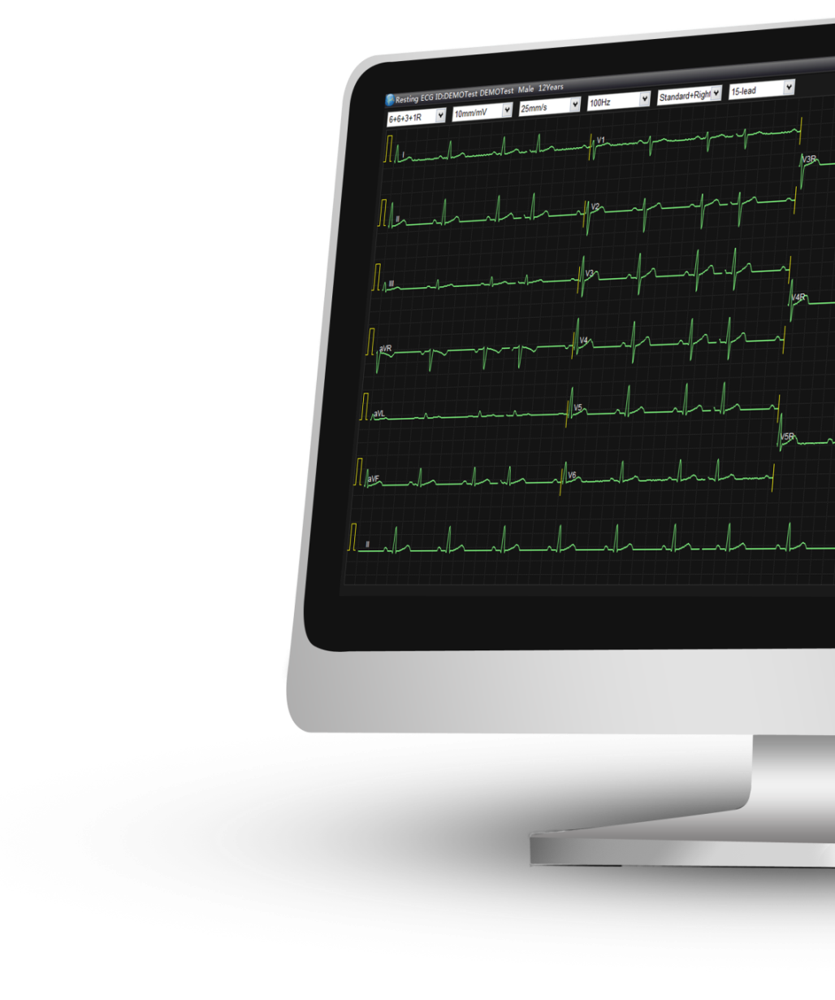 Resting ECG ID:DEMOTest DEMOTest Male 12Years
6+6+3+1R 10mm/mV 25mm/s 100Hz Standard+Right 15-lead
I V1
V3R
II V2
III V3
V4R
aVR V4
aVL V5
V5R
aVF V6
II